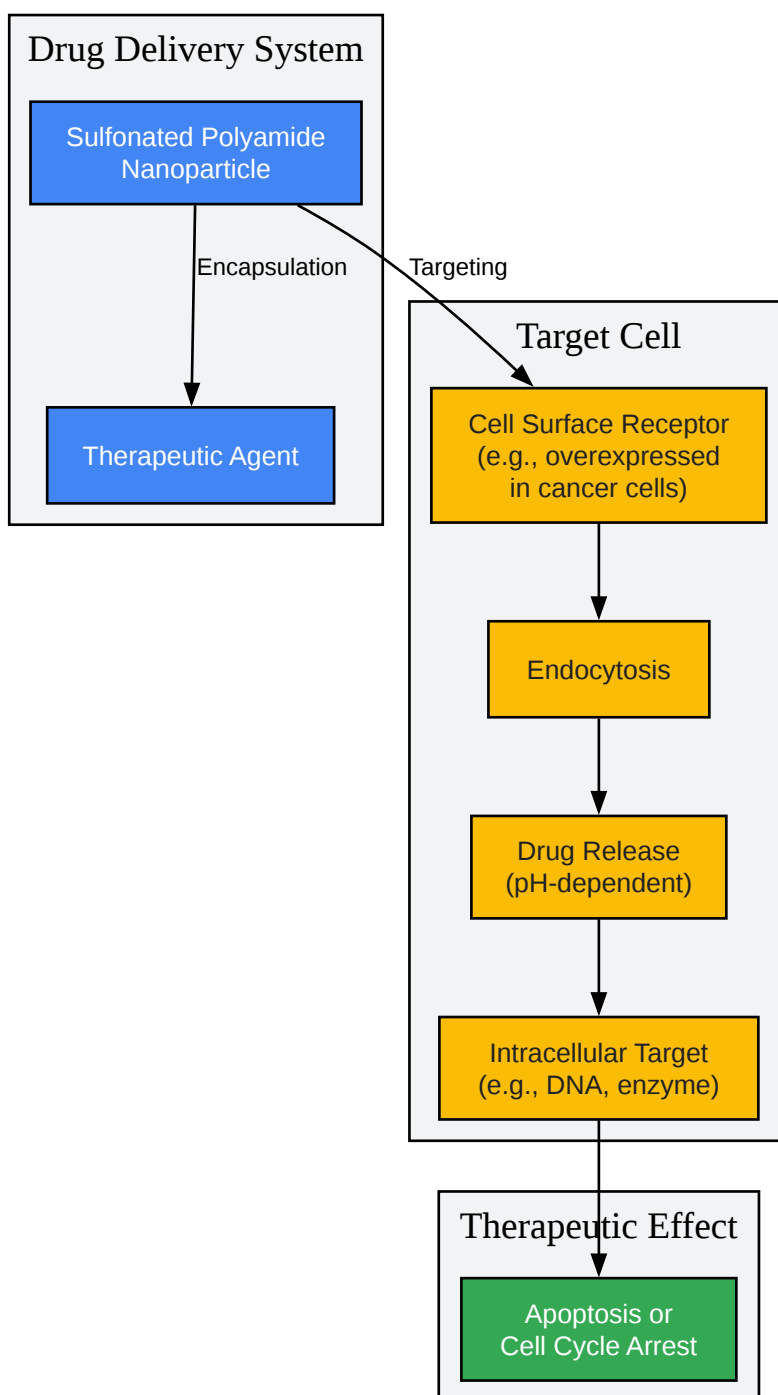 Drug Delivery System
Sulfonated Polyamide
Nanoparticle
Encapsulation
Targeting
Therapeutic Agent
Target Cell
Cell Surface Receptor
(e.g., overexpressed
in cancer cells)
Endocytosis
Drug Release
(pH-dependent)
Intracellular Target
(e.g., DNA, enzyme)
Therapeutic Effect
Apoptosis or
Cell Cycle Arrest